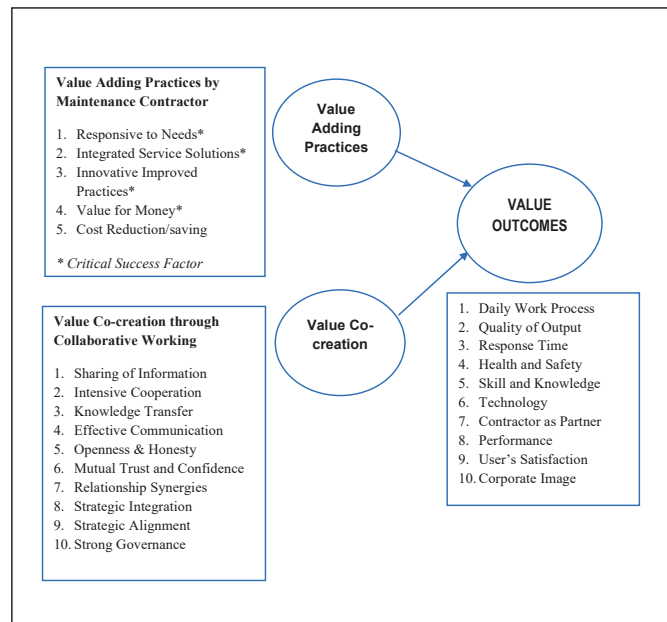 Value Adding Practices by
Maintenance Contractor
1. Responsive to Needs*
2. Integrated Service Solutions*
3. Innovative Improved
Practices*
4. Value for Money*
5. Cost Reduction/saving
* Critical Success Factor
Value
Adding
Practices
VALUE
OUTCOMES
Value Co-creation through
Collaborative Working
1. Sharing of Information
2. Intensive Cooperation
3. Knowledge Transfer
4. Effective Communication
5. Openness & Honesty
6. Mutual Trust and Confidence
7. Relationship Synergies
8. Strategic Integration
9. Strategic Alignment
10. Strong Governance
Value Co-
creation
1. Daily Work Process
2. Quality of Output
3. Response Time
4. Health and Safety
5. Skill and Knowledge
6. Technology
7. Contractor as Partner
8. Performance
9. User's Satisfaction
10. Corporate Image